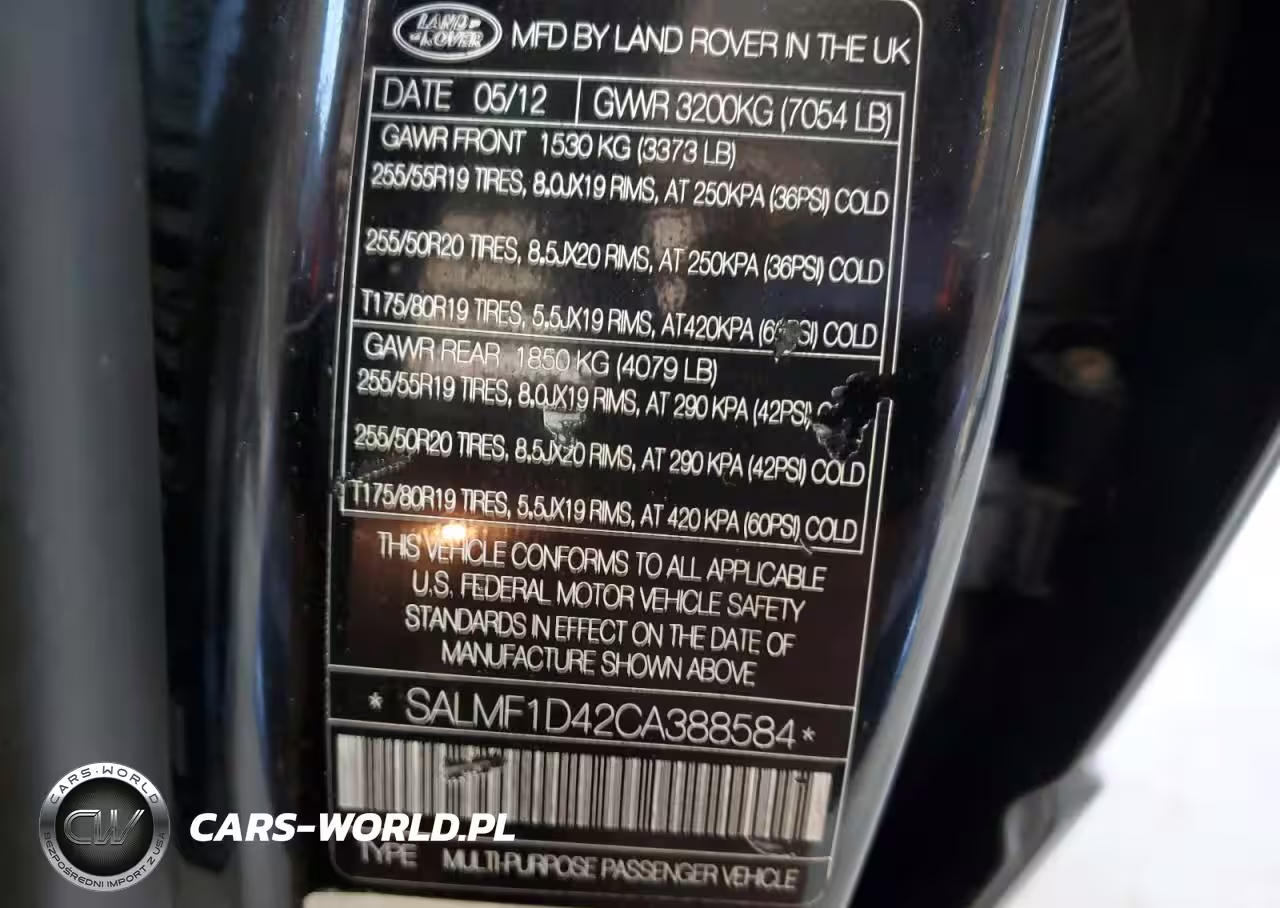 LAND ROVER
MFD BY LAND ROVER IN THE UK
DATE 05/12 GVWR 3200KG (7054 LB)
GAWR FRONT 1530 KG (3373 LB)
255/55R19 TIRES, 8.0JX19 RIMS, AT 250KPA (36PSI) COLD
255/50R20 TIRES, 8.5JX20 RIMS, AT 250KPA (36PSI) COLD
T175/80R19 TIRES, 5.5JX19 RIMS, AT420KPA COLD
GAWR REAR 1850 KG (4079 LB)
255/55R19 TIRES, 8.0JX19 RIMS, AT 290 KPA (42PSI)
255/50R20 TIRES, 8.5JX20 RIMS, AT 290 KPA (42PSI) COLD
T175/80R19 TIRES, 5.5JX19 RIMS, AT 420 KPA (60PSI) COLD
THIS VEHICLE CONFORMS TO ALL APPLICABLE
U.S. FEDERAL MOTOR VEHICLE SAFETY
STANDARDS IN EFFECT ON THE DATE OF
MANUFACTURE SHOWN ABOVE
* SALMF1D42CA388584 *
TYPE MULTI-PURPOSE PASSENGER VEHICLE
CARS-WORLD
CW
BEZPOŚREDNI IMPORT Z USA
CARS-WORLD.PL